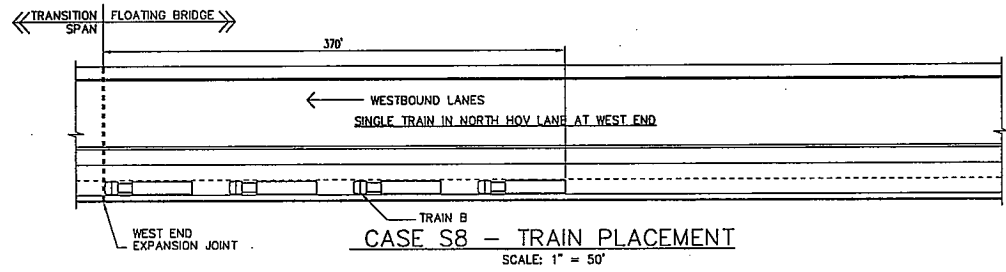 TRANSITION SPAN
FLOATING BRIDGE
370'
WESTBOUND LANES
SINGLE TRAIN IN NORTH HOV LANE AT WEST END
TRAIN B
WEST END
EXPANSION JOINT
CASE S8 - TRAIN PLACEMENT
SCALE: 1" = 50'